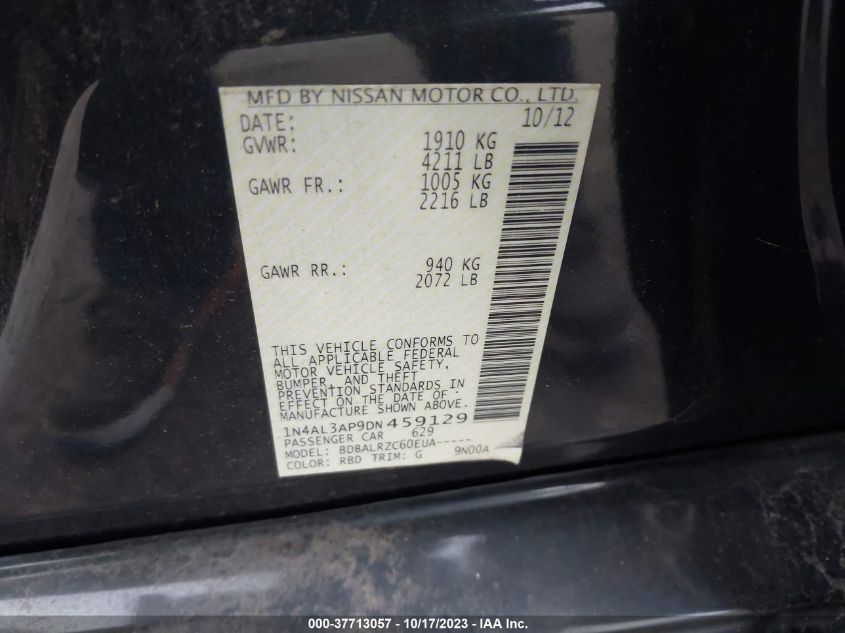 MFD BY NISSAN MOTOR CO., LTD.
DATE: 10/12
GVWR: 1910 KG
4211 LB
GAWR FR.: 1005 KG
2216 LB
GAWR RR.: 940 KG
2072 LB
THIS VEHICLE CONFORMS TO
ALL APPLICABLE FEDERAL
MOTOR VEHICLE SAFETY,
BUMPER, AND THEFT
PREVENTION STANDARDS IN
EFFECT ON THE DATE OF
MANUFACTURE SHOWN ABOVE.
1N4AL3AP9DN 459129
PASSENGER CAR 629
MODEL: BDBALRZC60EUA-----
COLOR: RBD TRIM: G 9N00A
000-37713057 - 10/17/2023 - IAA Inc.